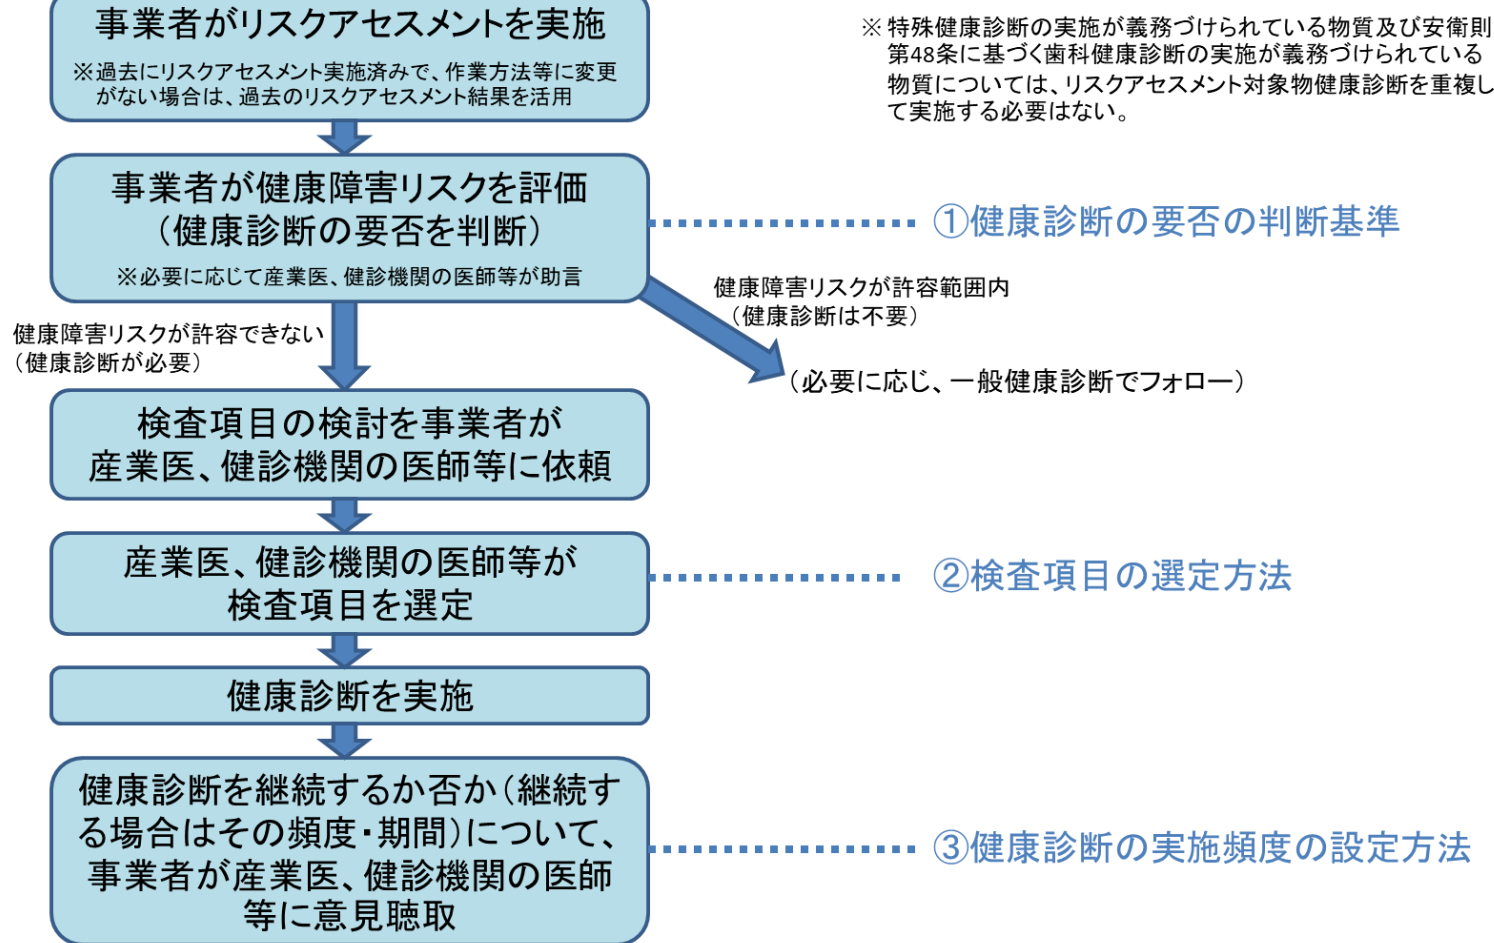 事業者がリスクアセスメントを実施
※過去にリスクアセスメント実施済みで、作業方法等に変更
がない場合は、過去のリスクアセスメント結果を活用
※特殊健康診断の実施が義務づけられている物質及び安衛則
第48条に基づく歯科健康診断の実施が義務づけられている
物質については、リスクアセスメント対象物健康診断を重複し
て実施する必要はない。
事業者が健康障害リスクを評価
（健康診断の要否を判断）
※必要に応じて産業医、健診機関の医師等が助言
①健康診断の要否の判断基準
健康障害リスクが許容範囲内
（健康診断は不要）
健康障害リスクが許容できない
（健康診断が必要）
（必要に応じ、一般健康診断でフォロー）
検査項目の検討を事業者が
産業医、健診機関の医師等に依頼
産業医、健診機関の医師等が
検査項目を選定
②検査項目の選定方法
健康診断を実施
健康診断を継続するか否か（継続す
る場合はその頻度・期間）について、
事業者が産業医、健診機関の医師
等に意見聴取
③健康診断の実施頻度の設定方法